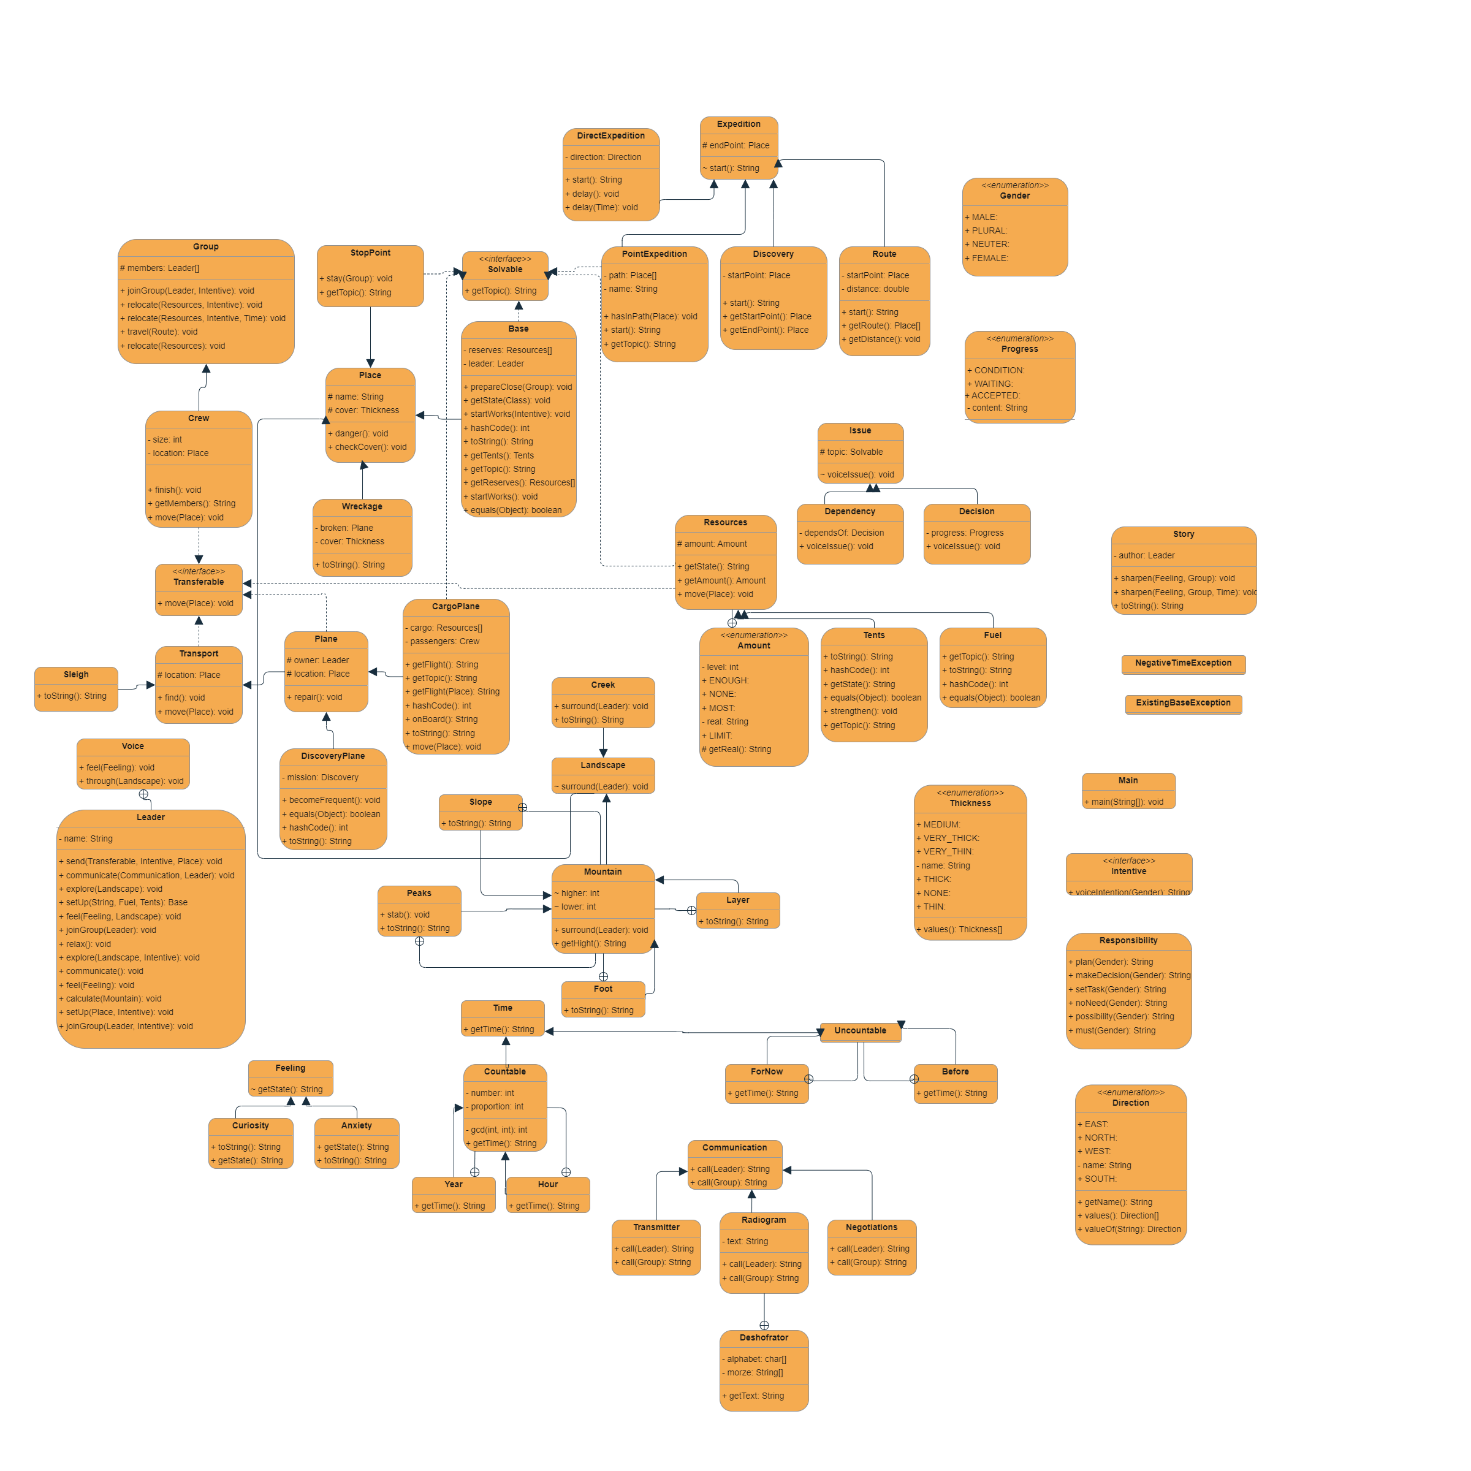 Expedition
# endPoint: Place
~ start(): String
DirectExpedition
- direction: Direction
+ start(): String
+ delay(): void
+ delay(Time): void
<<enumeration>>
Gender
+ MALE:
+ PLURAL:
+ NEUTER:
+ FEMALE:
Group
# members: Leader[]
+ joinGroup(Leader, Intentive): void
+ relocate(Resources, Intentive): void
+ relocate(Resources, Intentive, Time): void
+ travel(Route): void
+ relocate(Resources): void
StopPoint
+ stay(Group): void
+ getTopic(): String
<<interface>>
Solvable
+ getTopic(): String
PointExpedition
- path: Place[]
- name: String
+ hasInPath(Place): void
+ start(): String
+ getTopic(): String
Discovery
- startPoint: Place
+ start(): String
+ getStartPoint(): Place
+ getEndPoint(): Place
Route
- startPoint: Place
- distance: double
+ start(): String
+ getRoute(): Place[]
+ getDistance(): void
<<enumeration>>
Progress
+ CONDITION:
+ WAITING:
+ ACCEPTED:
- content: String
Base
- reserves: Resources[]
- leader: Leader
+ prepareClose(Group): void
+ getState(Class): void
+ startWorks(Intentive): void
+ hashCode(): int
+ toString(): String
+ getTents(): Tents
+ getTopic(): String
+ getReserves(): Resources[]
+ startWorks(): void
+ equals(Object): boolean
Place
# name: String
# cover: Thickness
+ danger(): void
+ checkCover(): void
Crew
- size: int
- location: Place
+ finish(): void
+ getMembers(): String
+ move(Place): void
Issue
# topic: Solvable
~ voiceIssue(): void
Wreckage
- broken: Plane
- cover: Thickness
+ toString(): String
Dependency
- dependsOf: Decision
+ voiceIssue(): void
Decision
- progress: Progress
+ voiceIssue(): void
Resources
# amount: Amount
+ getState(): String
+ getAmount(): Amount
+ move(Place): void
Story
- author: Leader
+ sharpen(Feeling, Group): void
+ sharpen(Feeling, Group, Time): void
+ toString(): String
<<interface>>
Transferable
+ move(Place): void
CargoPlane
- cargo: Resources[]
- passengers: Crew
+ getFlight(): String
+ getTopic(): String
+ getFlight(Place): String
+ hashCode(): int
+ onBoard(): String
+ toString(): String
+ move(Place): void
Plane
# owner: Leader
# location: Place
+ repair(): void
<<enumeration>>
Amount
- level: int
+ ENOUGH:
+ NONE:
+ MOST:
- real: String
+ LIMIT:
# getReal(): String
Tents
+ toString(): String
+ hashCode(): int
+ getState(): String
+ equals(Object): boolean
+ strengthen(): void
+ getTopic(): String
Fuel
+ getTopic(): String
+ toString(): String
+ hashCode(): int
+ equals(Object): boolean
Transport
# location: Place
+ find(): void
+ move(Place): void
Sleigh
+ toString(): String
NegativeTimeException
ExistingBaseException
Creek
+ surround(Leader): void
+ toString(): String
Voice
+ feel(Feeling): void
+ through(Landscape): void
DiscoveryPlane
- mission: Discovery
+ becomeFrequent(): void
+ equals(Object): boolean
+ hashCode(): int
+ toString(): String
Landscape
~ surround(Leader): void
Main
+ main(String[]): void
<<enumeration>>
Thickness
+ MEDIUM:
+ VERY_THICK:
+ VERY_THIN:
- name: String
+ THICK:
+ NONE:
+ THIN:
+ values(): Thickness[]
Slope
+ toString(): String
Leader
- name: String
+ send(Transferable, Intentive, Place): void
+ communicate(Communication, Leader): void
+ explore(Landscape): void
+ setUp(String, Fuel, Tents): Base
+ feel(Feeling, Landscape): void
+ joinGroup(Leader): void
+ relax(): void
+ explore(Landscape, Intentive): void
+ communicate(): void
+ feel(Feeling): void
+ calculate(Mountain): void
+ setUp(Place, Intentive): void
+ joinGroup(Leader, Intentive): void
<<interface>>
Intentive
+ voiceIntention(Gender): String
Mountain
~ higher: int
~ lower: int
+ surround(Leader): void
+ getHight(): String
Peaks
+ stab(): void
+ toString(): String
Layer
+ toString(): String
Responsibility
+ plan(Gender): String
+ makeDecision(Gender): String
+ setTask(Gender): String
+ noNeed(Gender): String
+ possibility(Gender): String
+ must(Gender): String
Foot
+ toString(): String
Time
+ getTime(): String
Uncountable
Feeling
~ getState(): String
Countable
- number: int
- proportion: int
- gcd(int, int): int
+ getTime(): String
ForNow
+ getTime(): String
Before
+ getTime(): String
<<enumeration>>
Direction
+ EAST:
+ NORTH:
+ WEST:
- name: String
+ SOUTH:
+ getName(): String
+ values(): Direction[]
+ valueOf(String): Direction
Curiosity
+ toString(): String
+ getState(): String
Anxiety
+ getState(): String
+ toString(): String
Communication
+ call(Leader): String
+ call(Group): String
Year
+ getTime(): String
Hour
+ getTime(): String
Transmitter
+ call(Leader): String
+ call(Group): String
Radiogram
- text: String
+ call(Leader): String
+ call(Group): String
Negotiations
+ call(Leader): String
+ call(Group): String
Deshofrator
- alphabet: char[]
- morze: String[]
+ getText: String